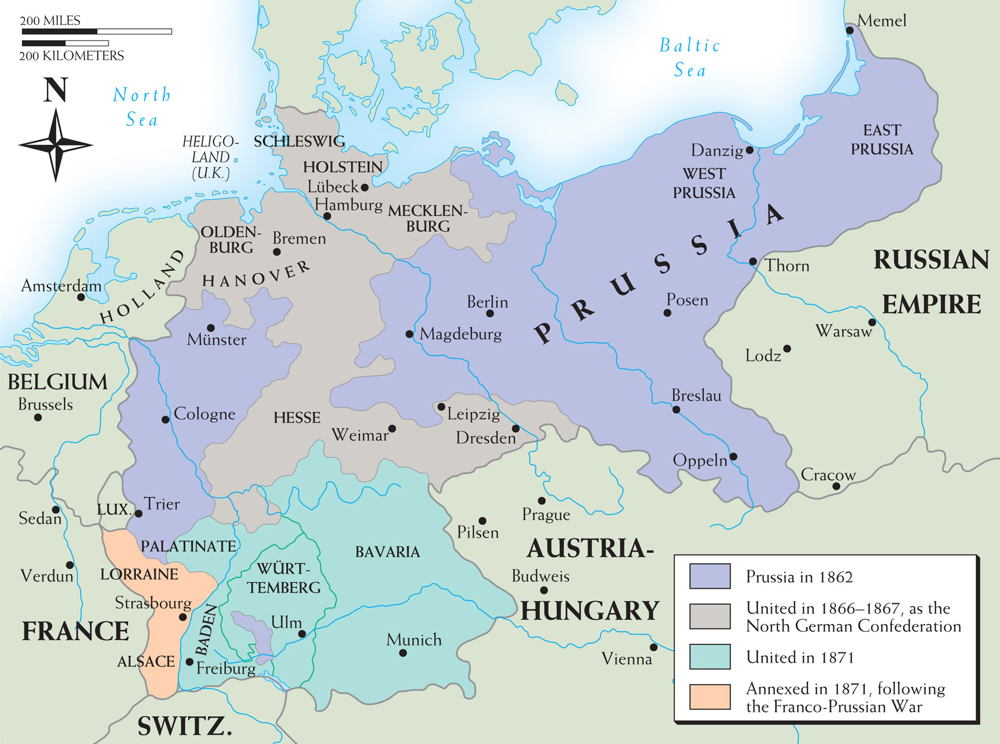 200 MILES
200 KILOMETERS
N
North
Sea
Baltic
Sea
Memel
HELIGO-
LAND
(U.K.)
SCHLESWIG
HOLSTEIN
Lübeck
Hamburg
MECKLEN-
BURG
Danzig
WEST
PRUSSIA
EAST
PRUSSIA
OLDEN-
BURG
Bremen
HANOVER
HOLLAND
Amsterdam
PRUSSIA
Thorn
RUSSIAN
EMPIRE
Berlin
Posen
Magdeburg
Münster
Warsaw
Lodz
BELGIUM
Brussels
Cologne
HESSE
Weimar
Leipzig
Dresden
Breslau
Oppeln
Cracow
LUX.
Trier
Sedan
Prague
Pilsen
PALATINATE
BAVARIA
AUSTRIA-
HUNGARY
Verdun
LORRAINE
WÜRT-
TEMBERG
Budweis
Strasbourg
FRANCE
BADEN
Ulm
Munich
Vienna
ALSACE
Freiburg
SWITZ.
Prussia in 1862
United in 1866–1867, as the
North German Confederation
United in 1871
Annexed in 1871, following
the Franco-Prussian War